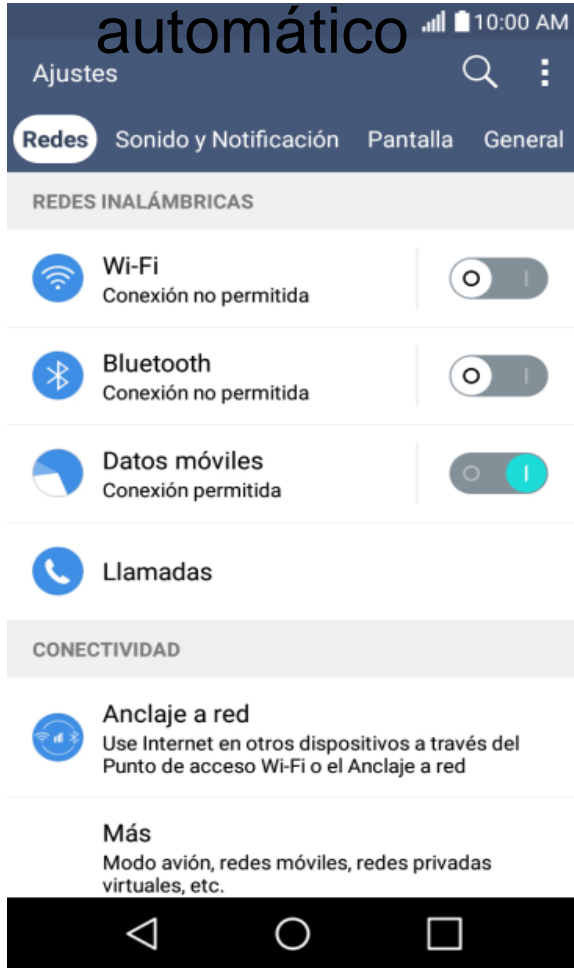 automático
10:00 AM
Ajustes
Redes Sonido y Notificación Pantalla General
REDES INALÁMBRICAS
Wi-Fi
Conexión no permitida
Bluetooth
Conexión no permitida
Datos móviles
Conexión permitida
Llamadas
CONECTIVIDAD
Anclaje a red
Use Internet en otros dispositivos a través del
Punto de acceso Wi-Fi o el Anclaje a red
Más
Modo avión, redes móviles, redes privadas
virtuales, etc.